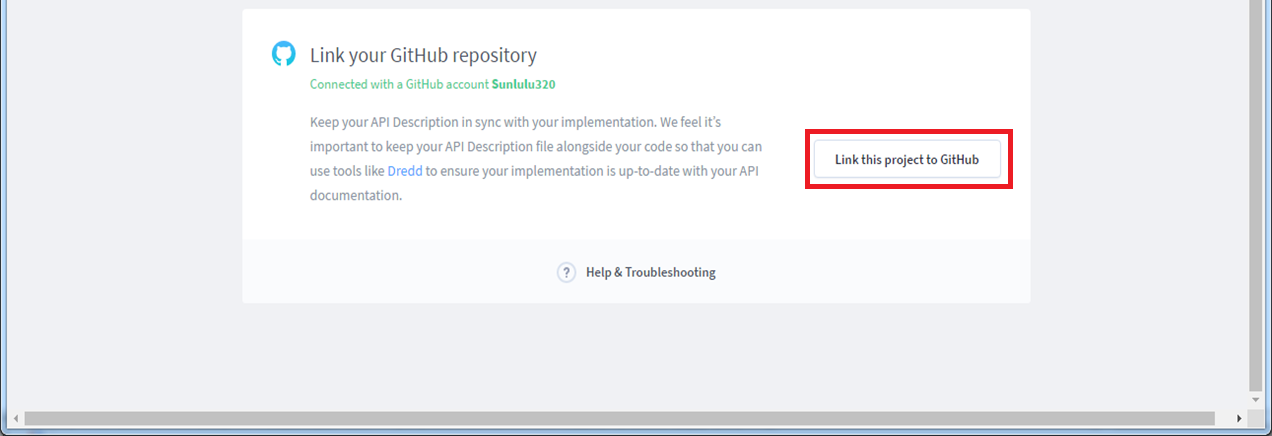 Link your GitHub repository
Connected with a GitHub account Sunlulu320
Keep your API Description in sync with your implementation. We feel it's
important to keep your API Description file alongside your code so that you can
use tools like Dredd to ensure your implementation is up-to-date with your API
documentation.
Link this project to GitHub
? Help & Troubleshooting